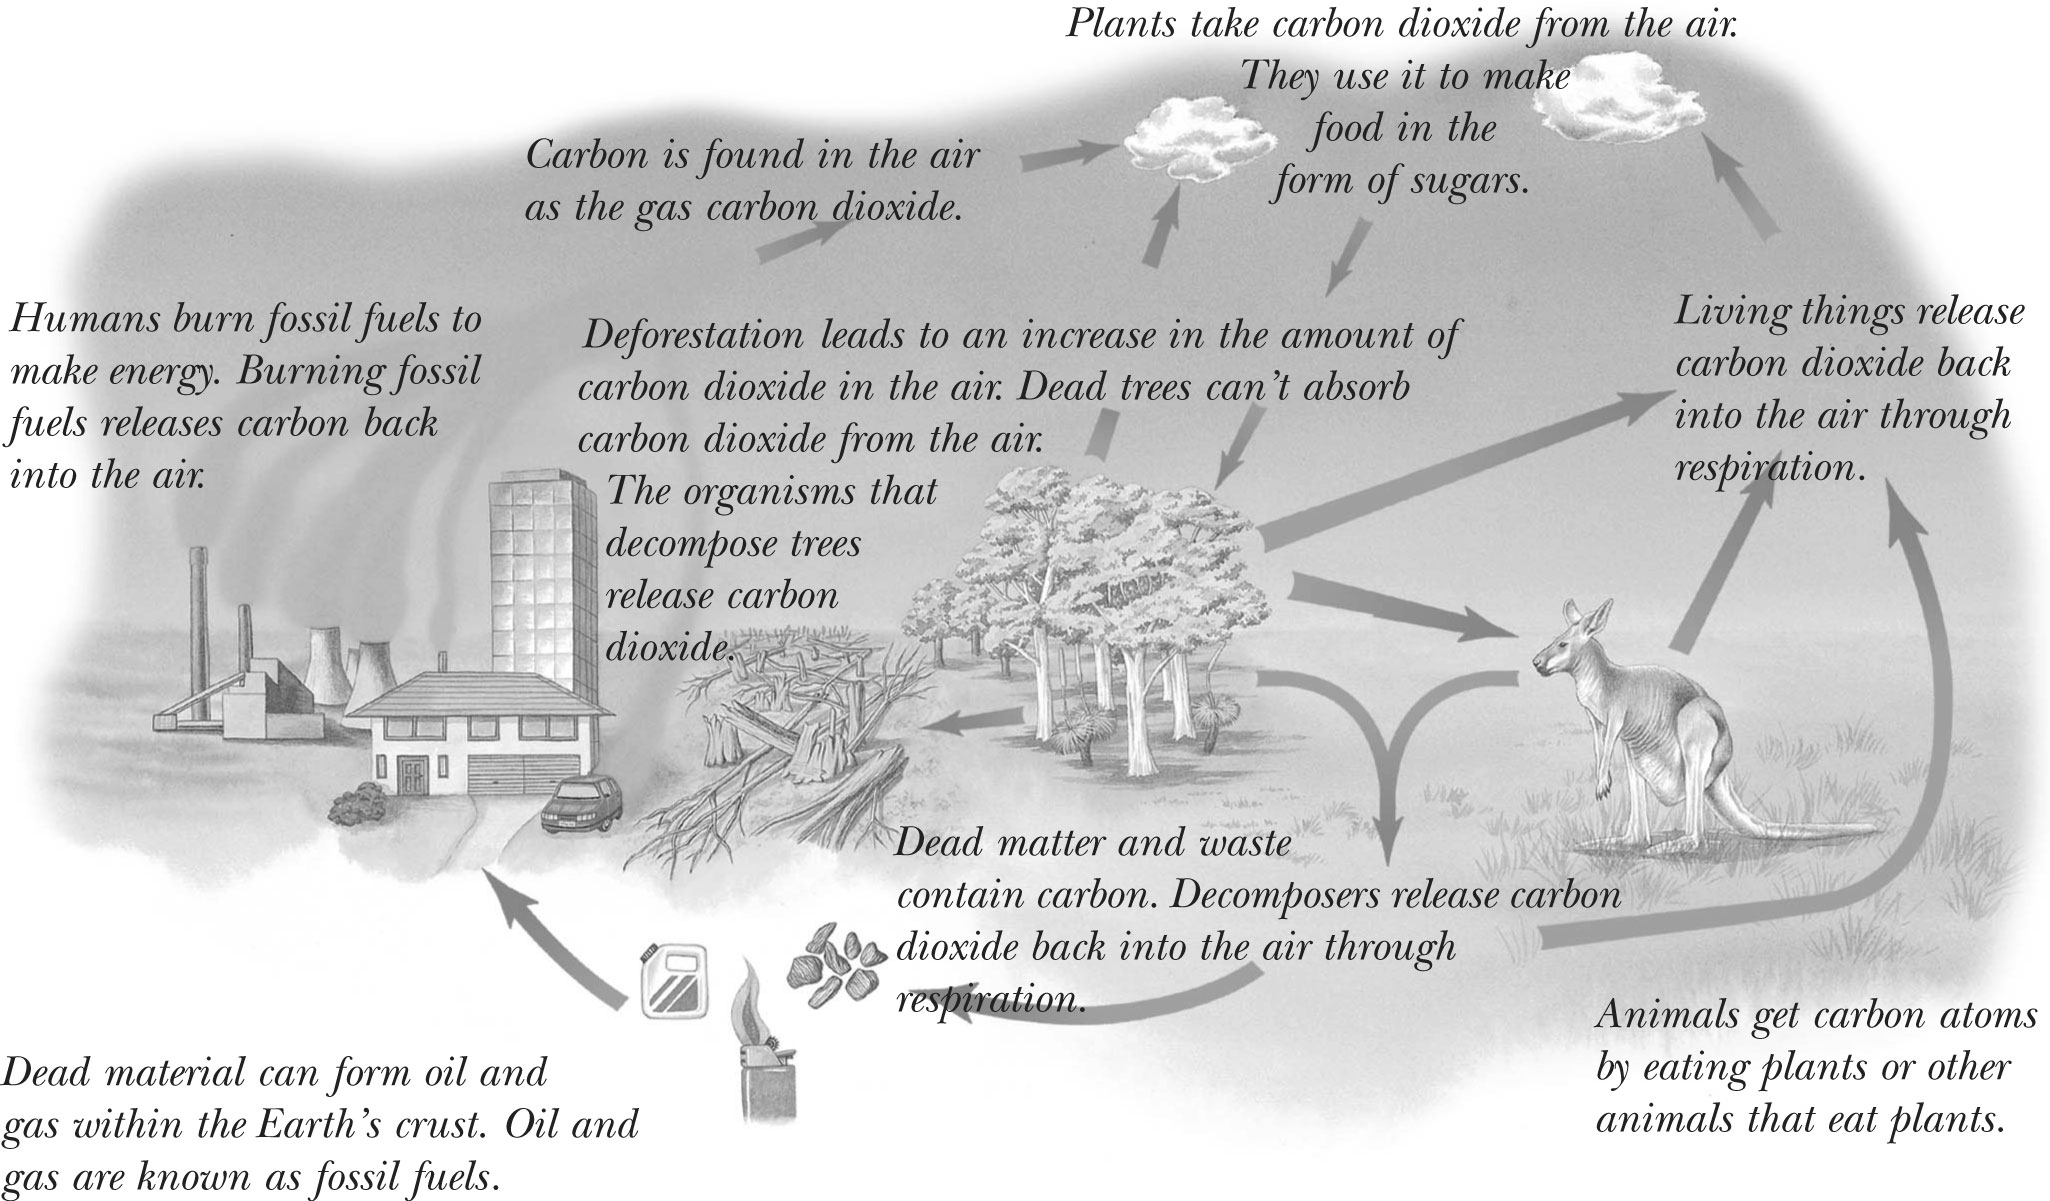 Plants take carbon dioxide from the air.
They use it to make
food in the
form of sugars.
Carbon is found in the air
as the gas carbon dioxide.
Humans burn fossil fuels to
make energy. Burning fossil
fuels releases carbon back
into the air.
Deforestation leads to an increase in the amount of
carbon dioxide in the air. Dead trees can’t absorb
carbon dioxide from the air.
The organisms that
decompose trees
release carbon
dioxide.
Living things release
carbon dioxide back
into the air through
respiration.
Dead matter and waste
contain carbon. Decomposers release carbon
dioxide back into the air through
respiration.
Animals get carbon atoms
by eating plants or other
animals that eat plants.
Dead material can form oil and
gas within the Earth’s crust. Oil and
gas are known as fossil fuels.